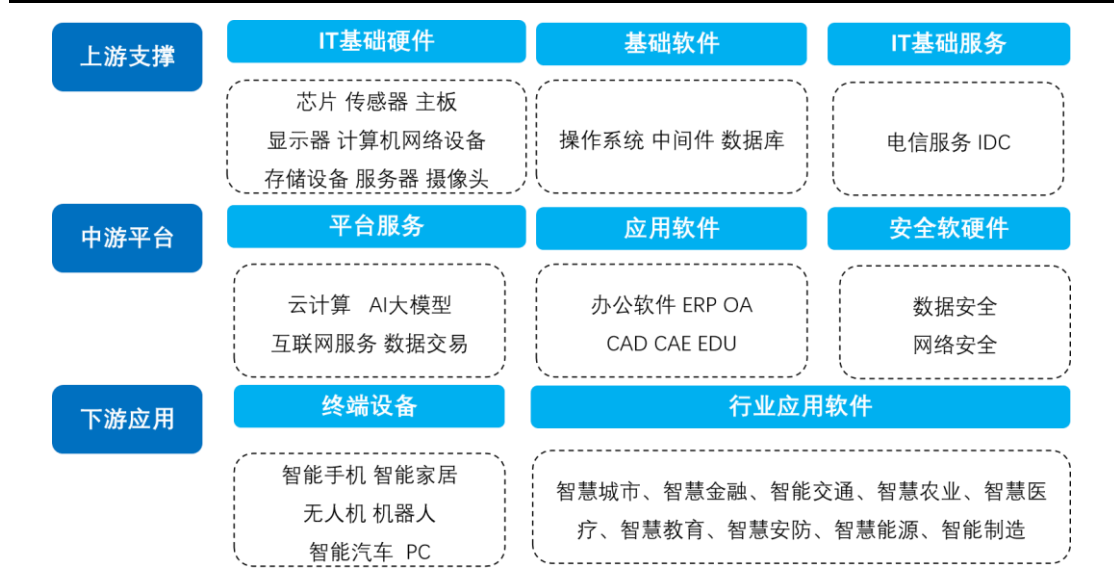 上游支撑
IT基础硬件
基础软件
IT基础服务
芯片 传感器 主板
显示器 计算机网络设备
存储设备 服务器 摄像头
操作系统 中间件 数据库
电信服务 IDC
中游平台
平台服务
应用软件
安全软硬件
云计算 AI大模型
互联网服务 数据交易
办公软件 ERP OA
CAD CAE EDU
数据安全
网络安全
下游应用
终端设备
行业应用软件
智能手机 智能家居
无人机 机器人
智能汽车 PC
智慧城市、智慧金融、智能交通、智慧农业、智慧医
疗、智慧教育、智慧安防、智慧能源、智能制造